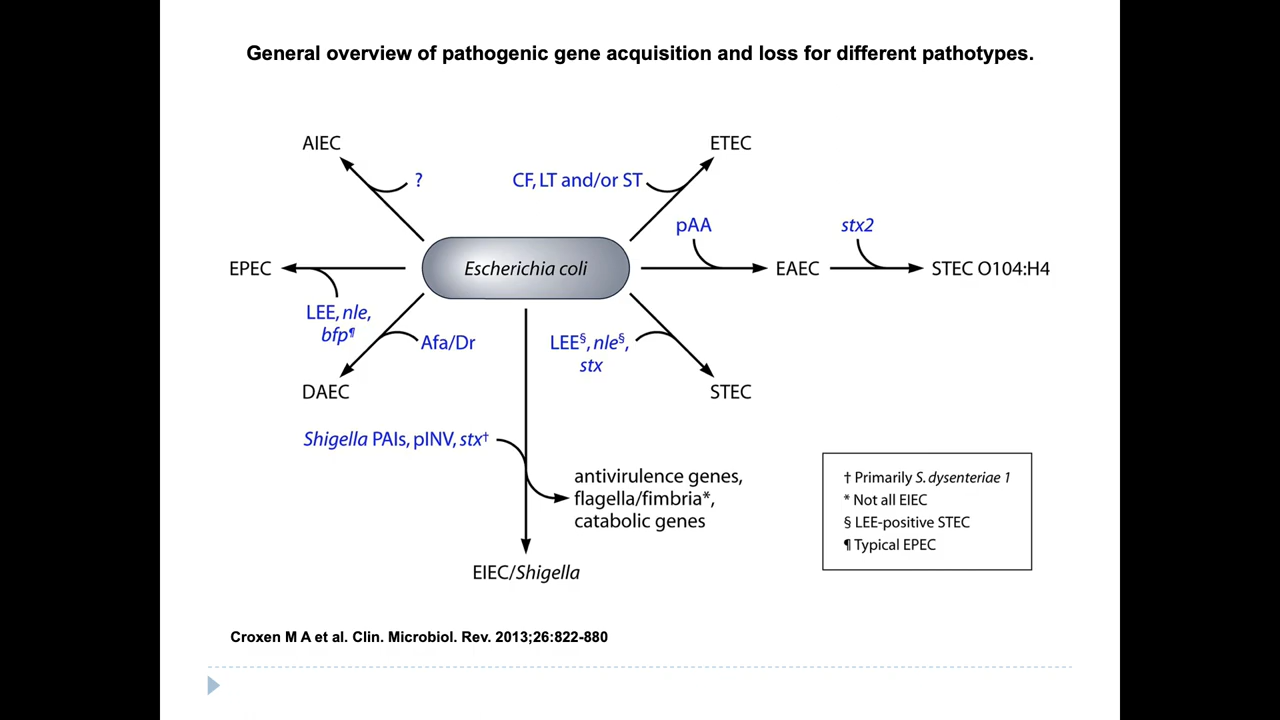 General overview of pathogenic gene acquisition and loss for different pathotypes.
AIEC
ETEC
?
CF, LT and/or ST
pAA
stx2
EPEC
Escherichia coli
EAEC
STEC O104:H4
LEE, nle,
bfp¶
Afa/Dr
LEE§, nle§,
stx
DAEC
STEC
Shigella PAIs, pINV, stx†
antivirulence genes,
flagella/fimbria*,
catabolic genes
† Primarily S. dysenteriae 1
* Not all EIEC
§ LEE-positive STEC
¶ Typical EPEC
EIEC/Shigella
Croxen M A et al. Clin. Microbiol. Rev. 2013;26:822-880